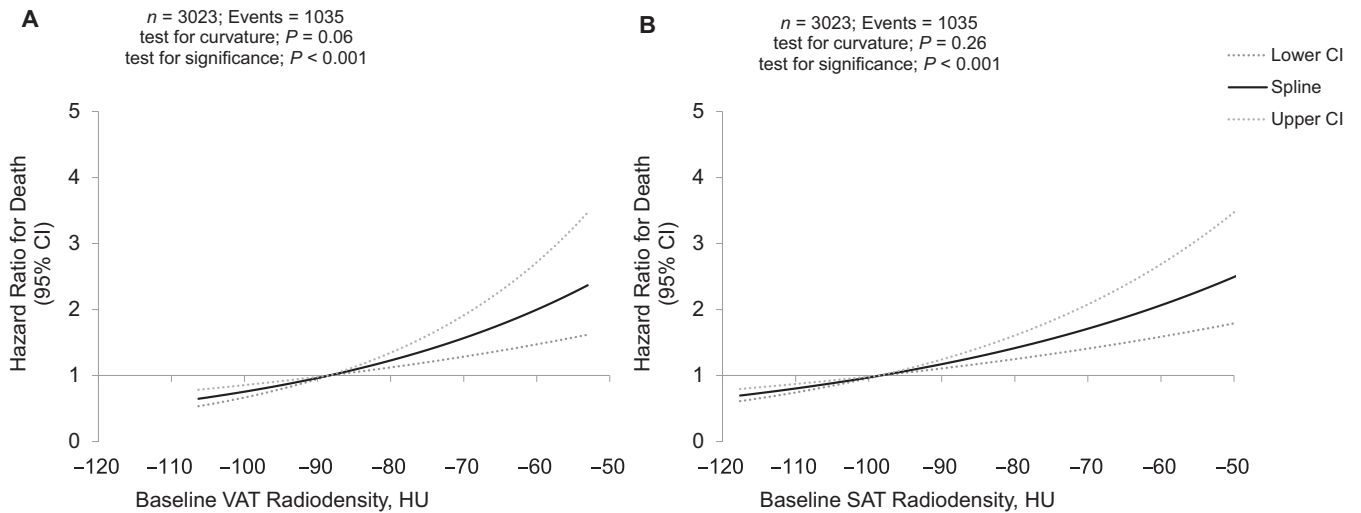 A
n = 3023; Events = 1035
test for curvature; P = 0.06
test for significance; P < 0.001
Hazard Ratio for Death
(95% CI)
5
4
3
2
1
0
–120 –110 –100 –90 –80 –70 –60 –50
Baseline VAT Radiodensity, HU
B
n = 3023; Events = 1035
test for curvature; P = 0.26
test for significance; P < 0.001
Hazard Ratio for Death
(95% CI)
5
4
3
2
1
0
–120 –110 –100 –90 –80 –70 –60 –50
Baseline SAT Radiodensity, HU
Lower CI
Spline
Upper CI